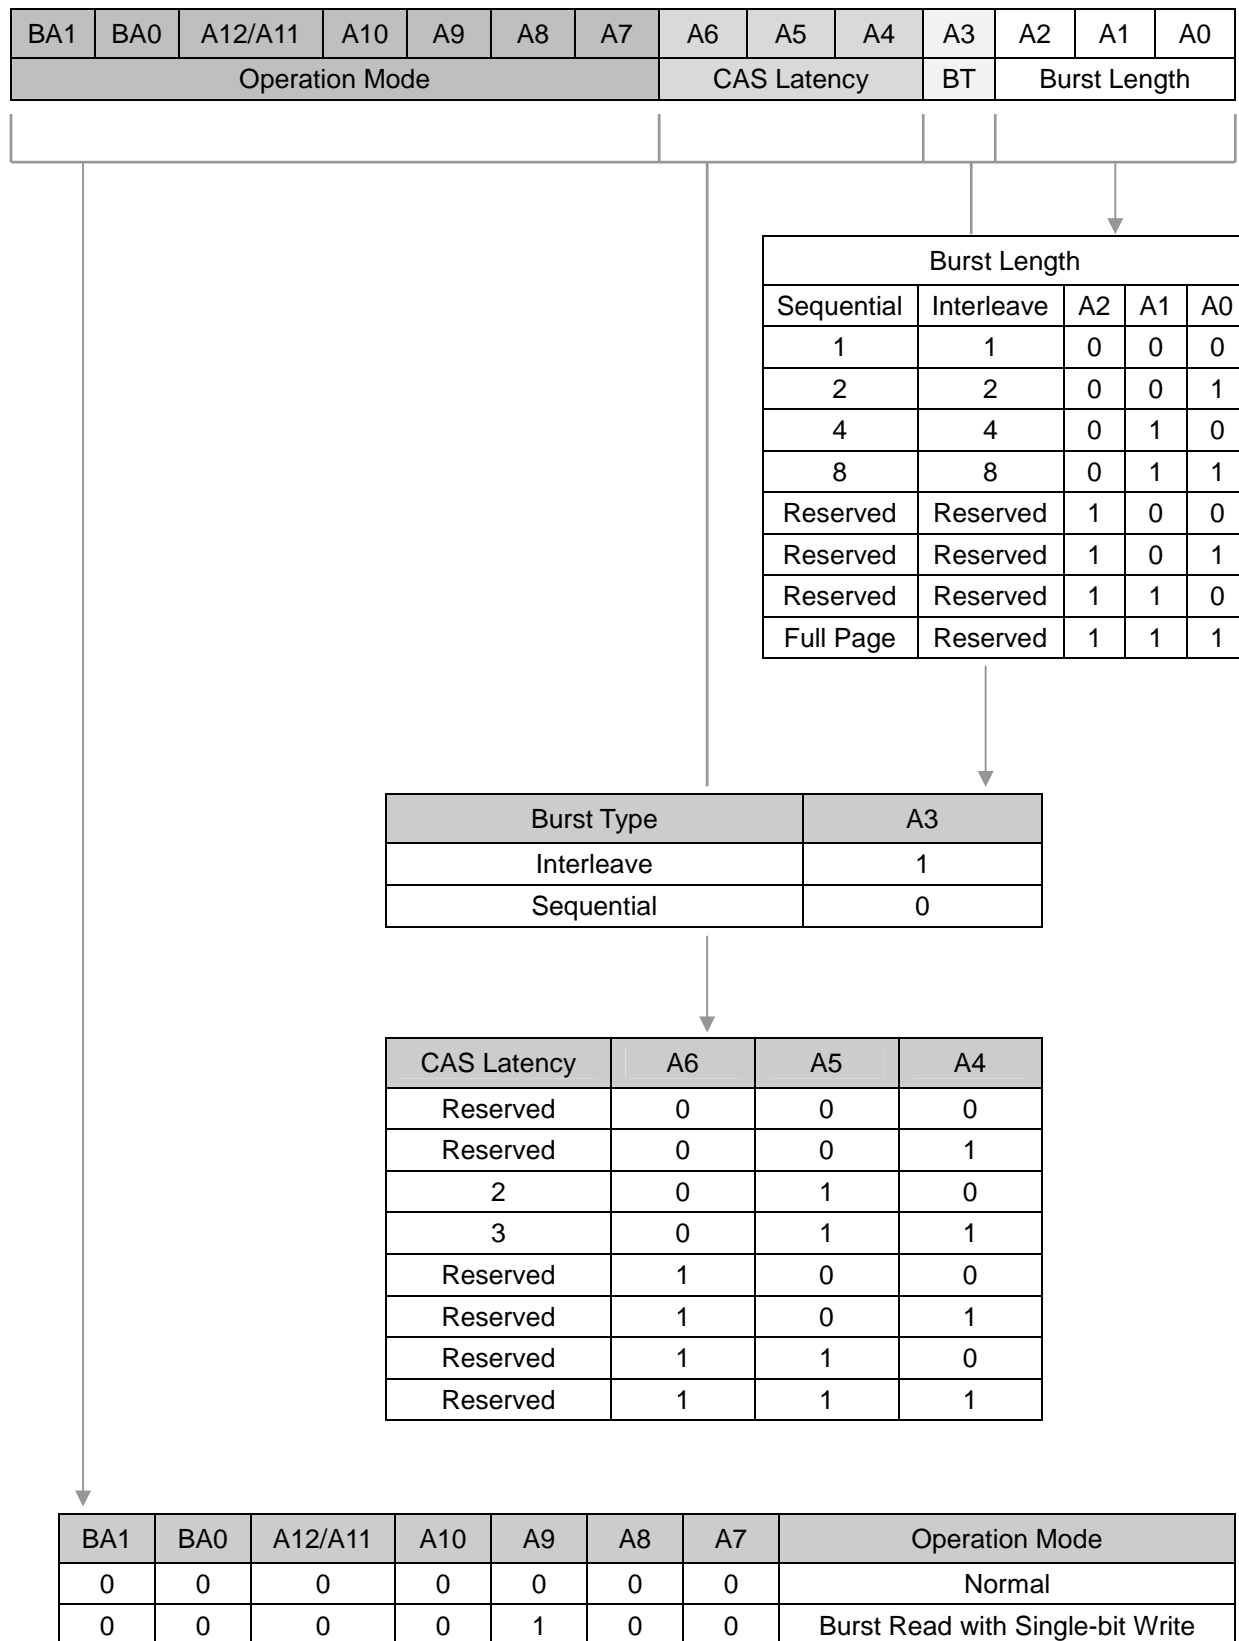 BA1 BA0 A12/A11 A10 A9 A8 A7 A6 A5 A4 A3 A2 A1 A0
Operation Mode CAS Latency BT Burst Length
Burst Length
Sequential Interleave A2 A1 A0
1 1 0 0 0
2 2 0 0 1
4 4 0 1 0
8 8 0 1 1
Reserved Reserved 1 0 0
Reserved Reserved 1 0 1
Reserved Reserved 1 1 0
Full Page Reserved 1 1 1
Burst Type A3
Interleave 1
Sequential 0
CAS Latency A6 A5 A4
Reserved 0 0 0
Reserved 0 0 1
2 0 1 0
3 0 1 1
Reserved 1 0 0
Reserved 1 0 1
Reserved 1 1 0
Reserved 1 1 1
BA1 BA0 A12/A11 A10 A9 A8 A7 Operation Mode
0 0 0 0 0 0 0 Normal
0 0 0 0 1 0 0 Burst Read with Single-bit Write